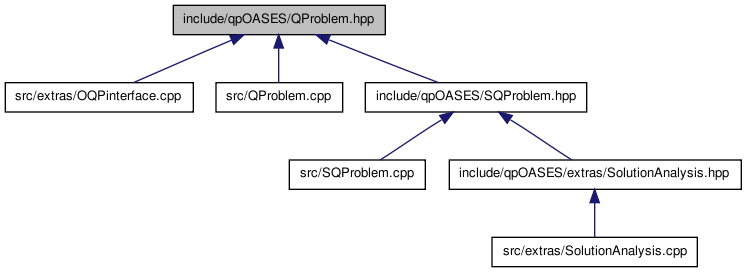 include/qpOASES/QProblem.hpp
src/extras/OQPinterface.cpp
src/QProblem.cpp
include/qpOASES/SQProblem.hpp
src/SQProblem.cpp
include/qpOASES/extras/SolutionAnalysis.hpp
src/extras/SolutionAnalysis.cpp